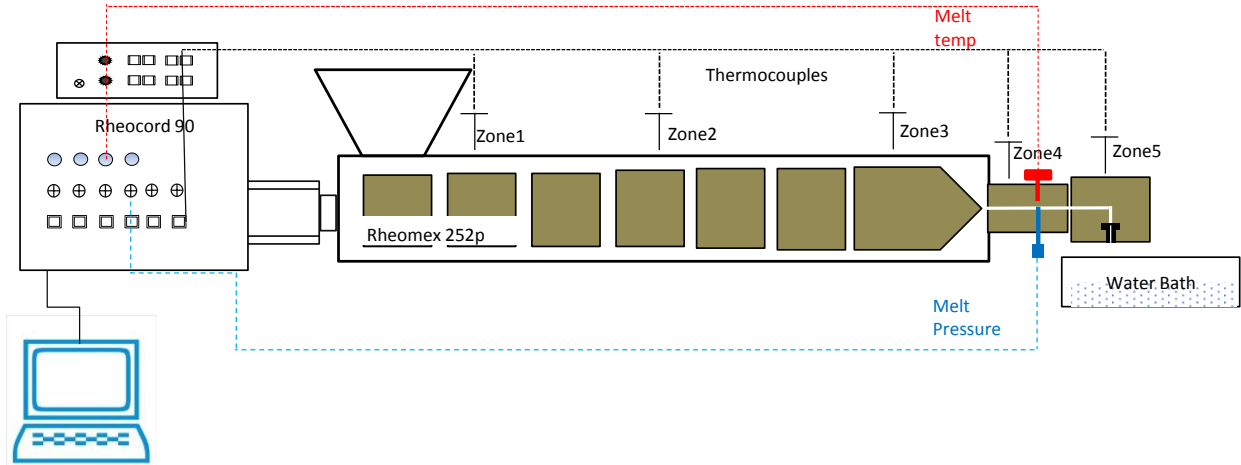 Melt
temp
Thermocouples
Rheocord 90
Zone1
Zone2
Zone3
Zone4
Zone5
Rheomex 252p
Water Bath
Melt
Pressure